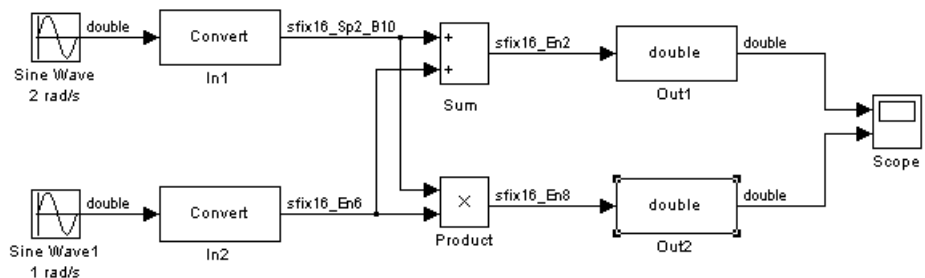 double
Convert
sfix16_Sp2_B10
+
+
sfix16_En2
double
double
Sine Wave
2 rad/s
In1
Sum
Out1
Scope
double
Convert
sfix16_En6
×
sfix16_En8
double
double
Sine Wave1
1 rad/s
In2
Product
Out2